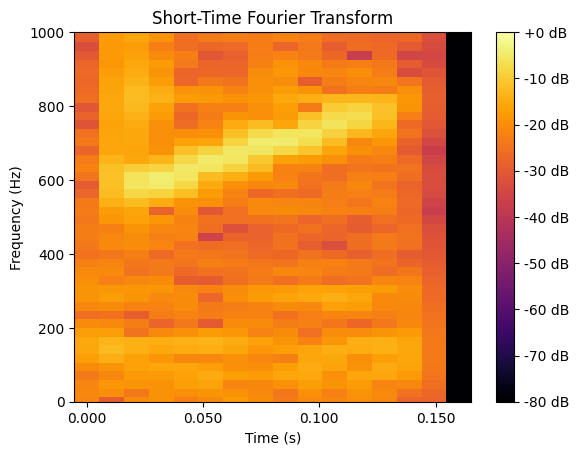 Short-Time Fourier Transform
Frequency (Hz)
1000
800
600
400
200
0
0.000
0.050
0.100
0.150
Time (s)
+0 dB
-10 dB
-20 dB
-30 dB
-40 dB
-50 dB
-60 dB
-70 dB
-80 dB